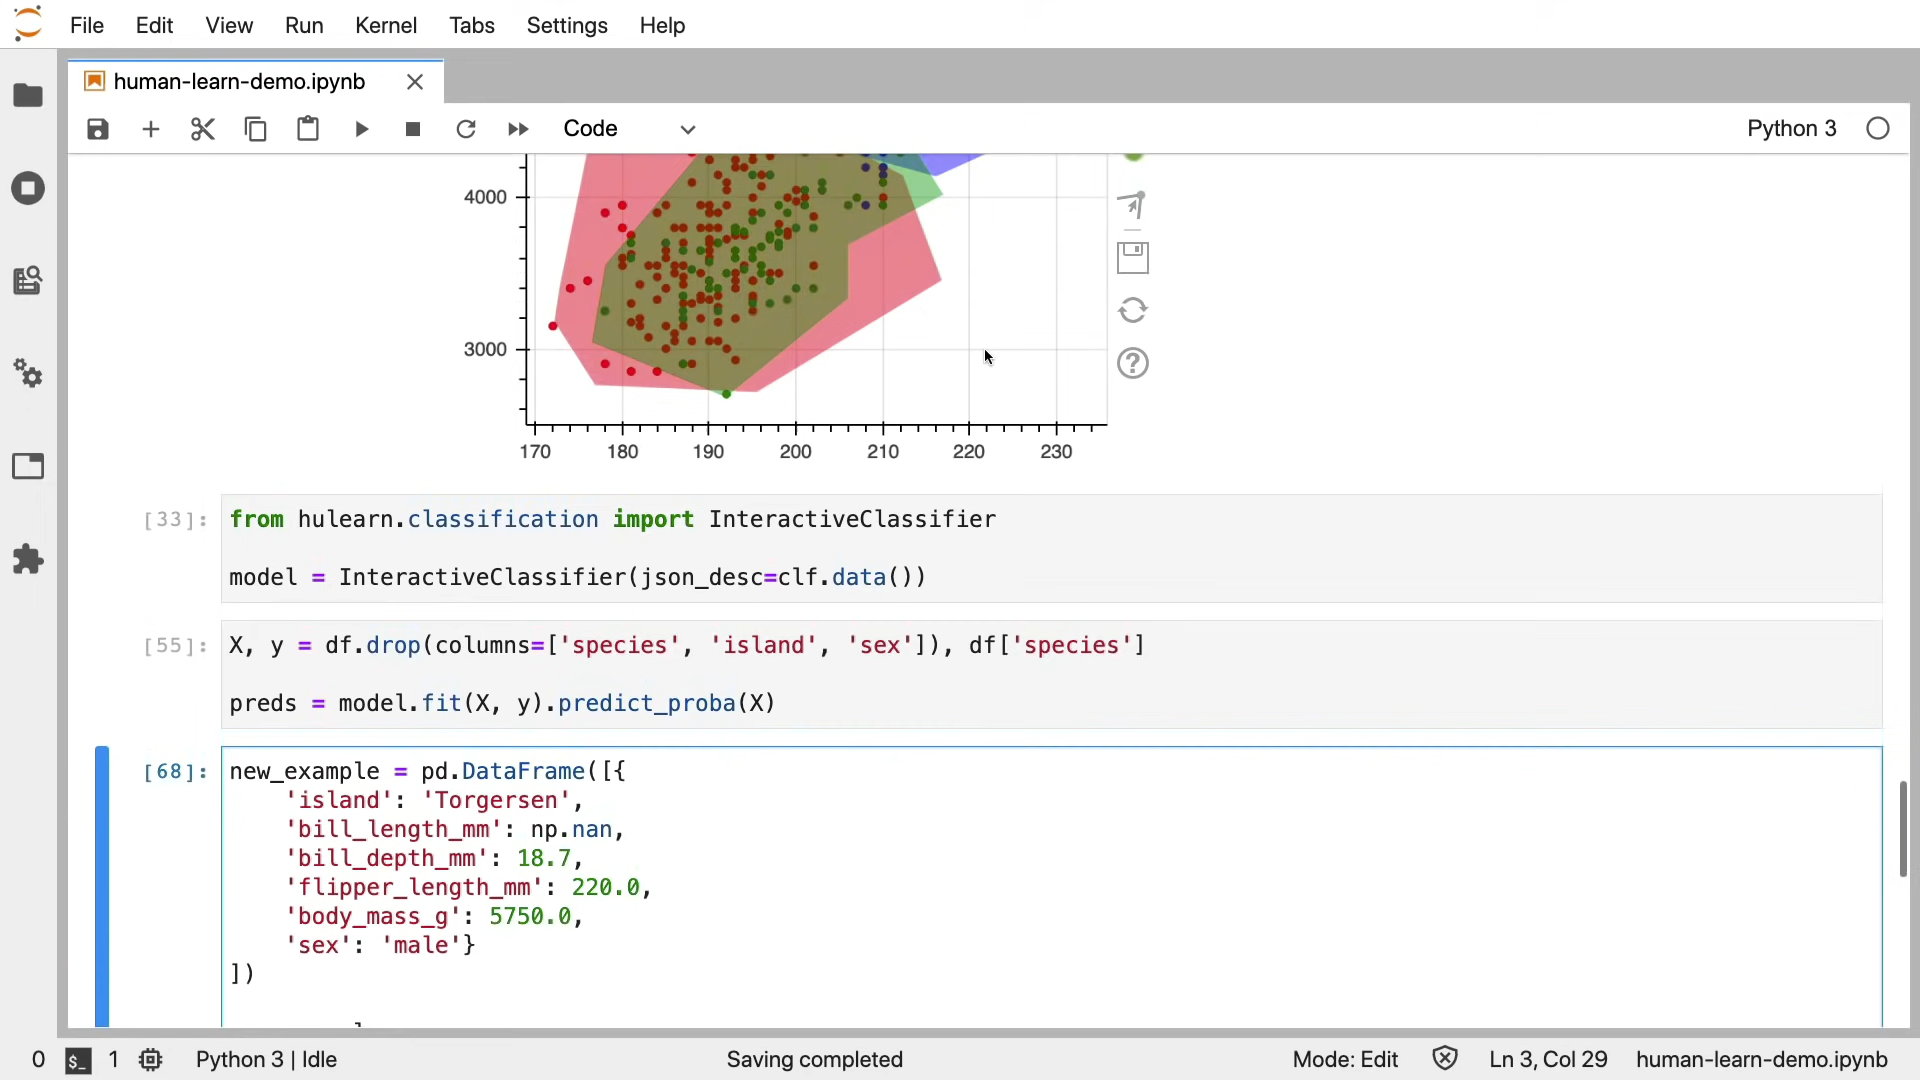 File Edit View Run Kernel Tabs Settings Help
human-learn-demo.ipynb
Code
Python 3
4000
3000
170 180 190 200 210 220 230
[33]:
from hulearn.classification import InteractiveClassifier
model = InteractiveClassifier(json_desc=clf.data())
[55]:
X, y = df.drop(columns=['species', 'island', 'sex']), df['species']
preds = model.fit(X, y).predict_proba(X)
[68]:
new_example = pd.DataFrame([{
'island': 'Torgersen',
'bill_length_mm': np.nan,
'bill_depth_mm': 18.7,
'flipper_length_mm': 220.0,
'body_mass_g': 5750.0,
'sex': 'male'}
])
0 $_ 1 Python 3 | Idle Saving completed Mode: Edit Ln 3, Col 29 human-learn-demo.ipynb